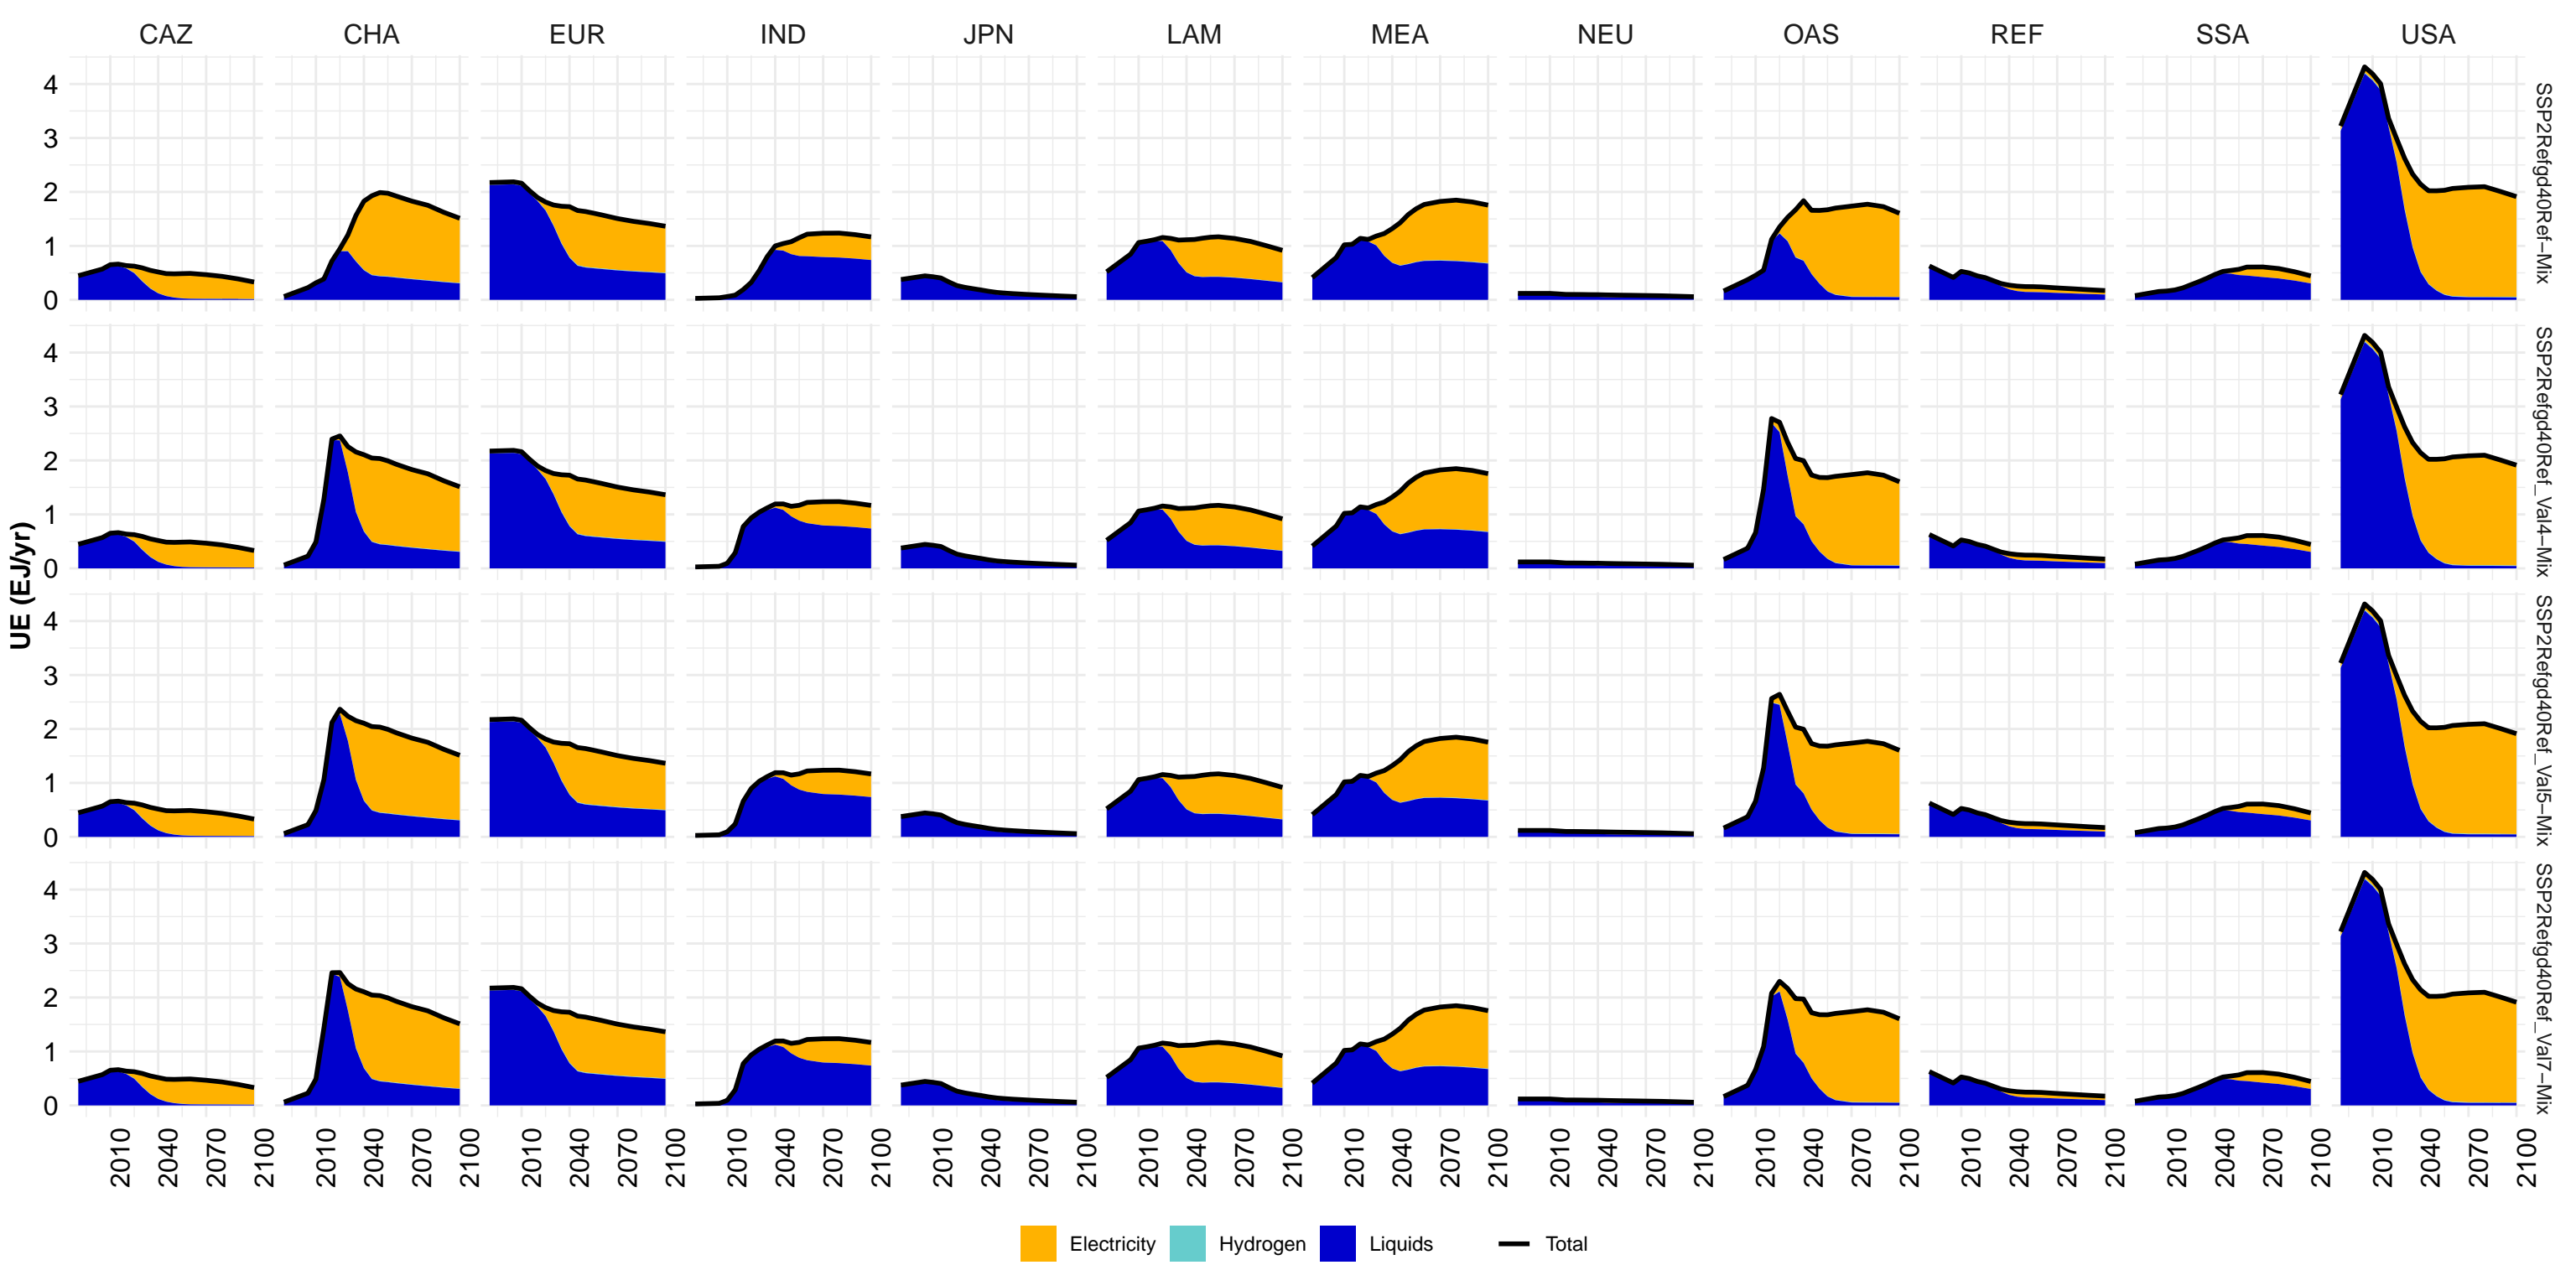 CAZ CHA EUR IND JPN LAM MEA NEU OAS REF SSA USA
UE (EJ/yr)
4
3
2
1
0
SSP2Refgd40Ref−Mix
4
3
2
1
0
SSP2Refgd40Ref_Val4−Mix
4
3
2
1
0
SSP2Refgd40Ref_Val5−Mix
4
3
2
1
0
SSP2Refgd40Ref_Val7−Mix
2010 2040 2070 2100 2010 2040 2070 2100 2010 2040 2070 2100 2010 2040 2070 2100 2010 2040 2070 2100 2010 2040 2070 2100 2010 2040 2070 2100 2010 2040 2070 2100 2010 2040 2070 2100 2010 2040 2070 2100 2010 2040 2070 2100 2010 2040 2070 2100
Electricity Hydrogen Liquids Total